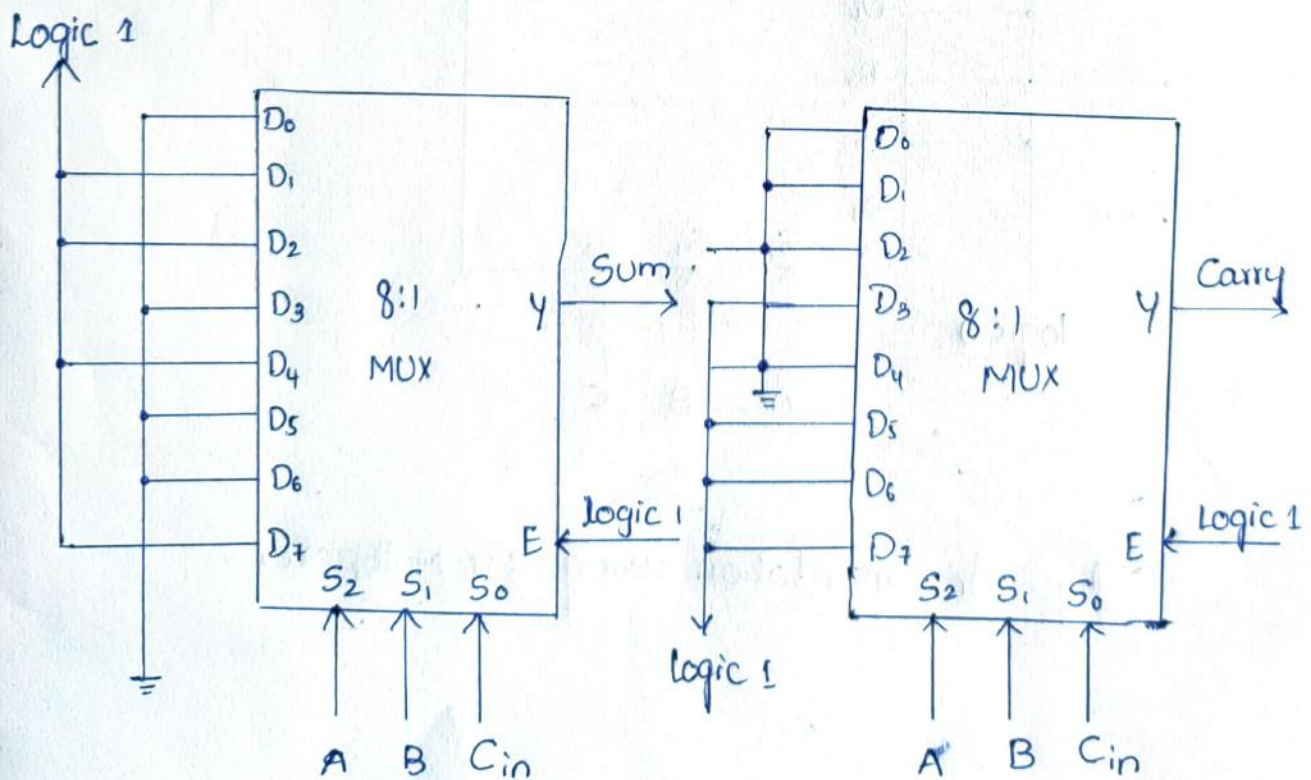 Logic 1
D0
D1
D2
D3
D4
D5
D6
D7
8:1
MUX
Y
Sum
E
Logic 1
S2 S1 S0
A B Cin
D0
D1
D2
D3
D4
D5
D6
D7
8:1
MUX
Y
Carry
E
Logic 1
S2 S1 S0
Logic 1
A B Cin